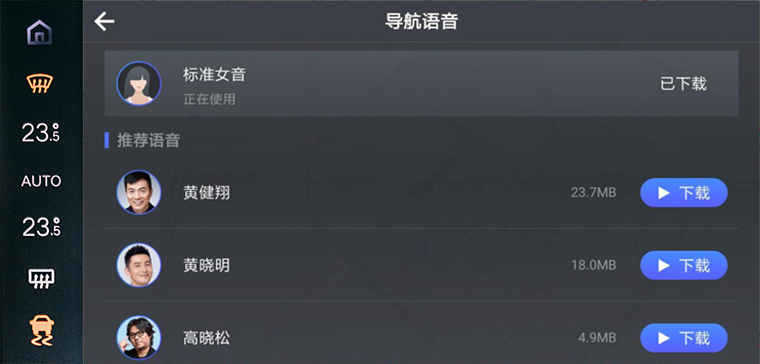 导航语音
标准女音
正在使用
已下载
推荐语音
黄健翔
23.7MB
下载
黄晓明
18.0MB
下载
高晓松
4.9MB
下载
23.5
AUTO
23.5